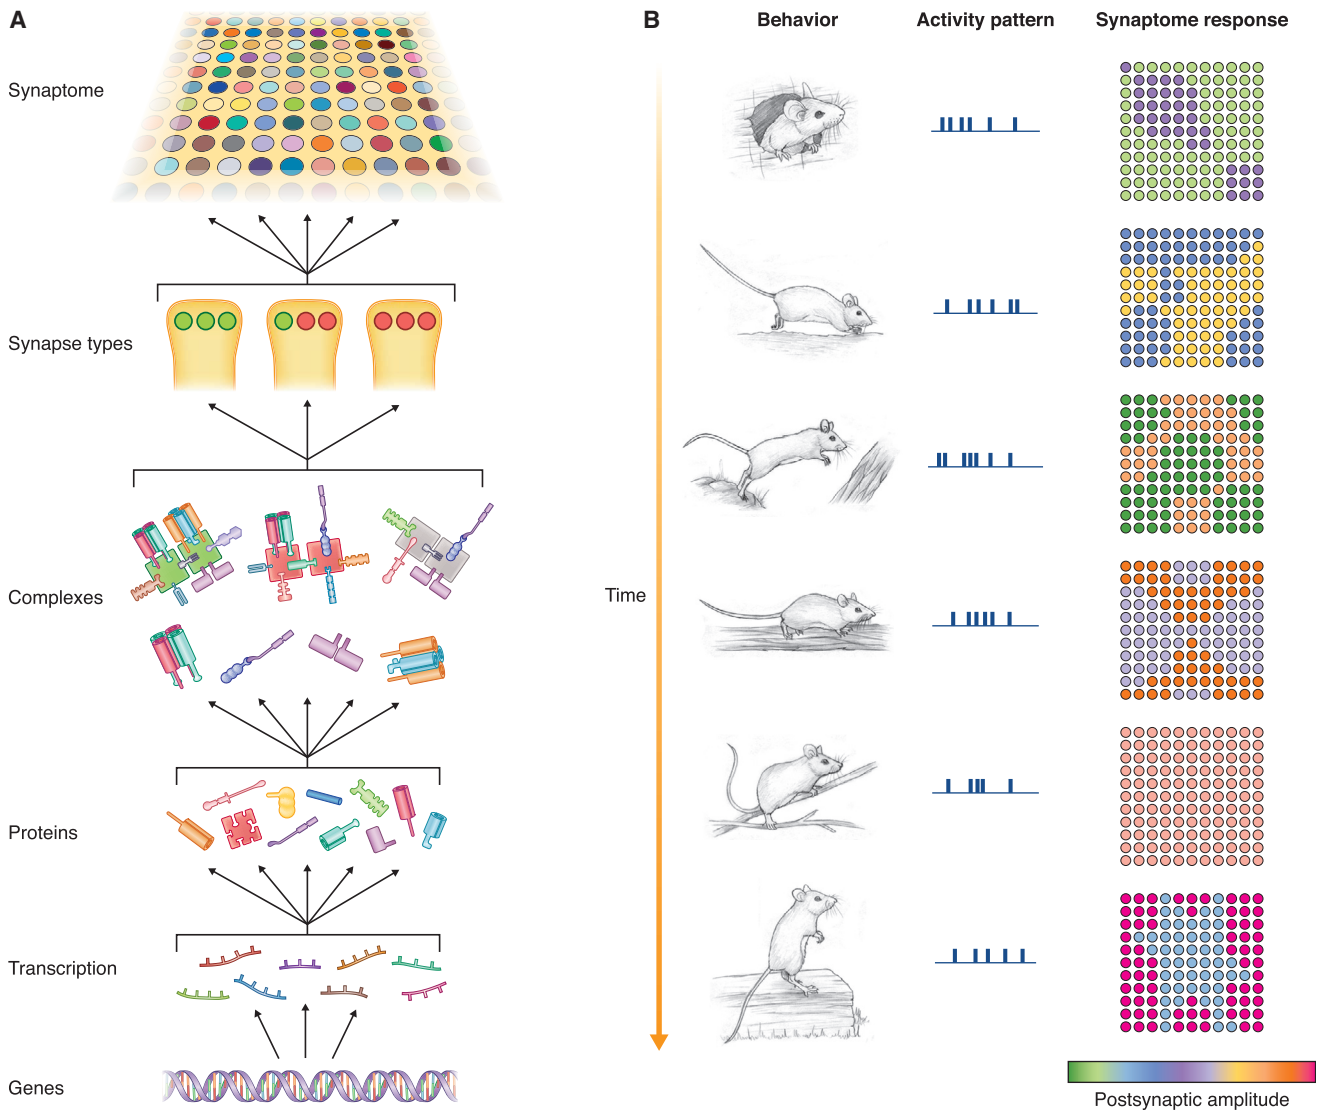 A
Synaptome
Synapse types
Complexes
Proteins
Transcription
Genes
B
Behavior
Activity pattern
Synaptome response
Time
Postsynaptic amplitude